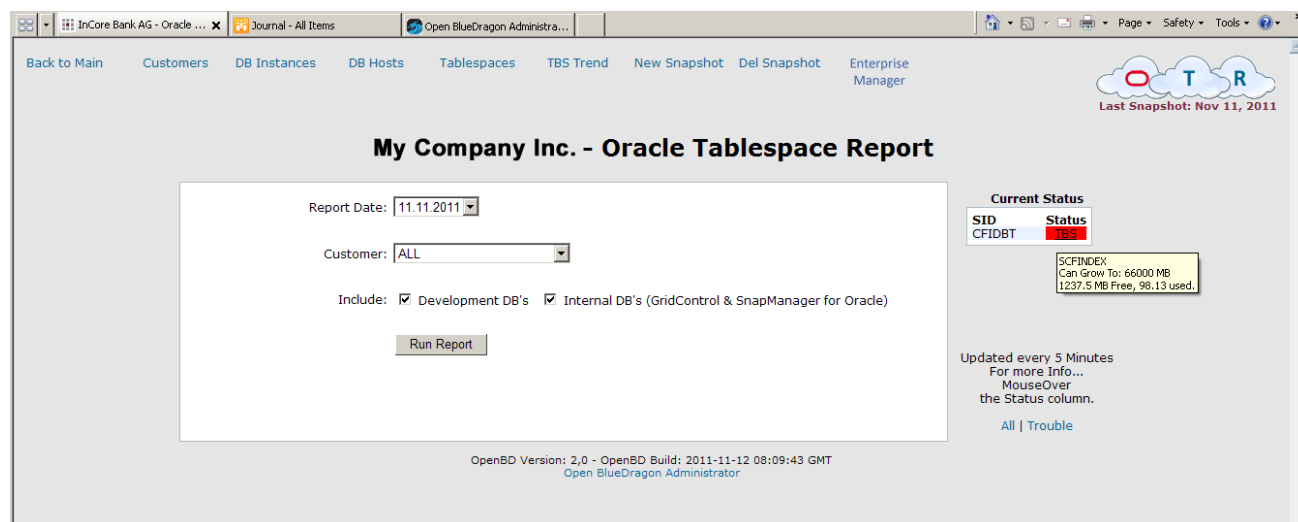 InCore Bank AG - Oracle ... Journal - All Items Open BlueDragon Administra... Page Safety Tools
Back to Main Customers DB Instances DB Hosts Tablespaces TBS Trend New Snapshot Del Snapshot Enterprise
Manager
O T R
Last Snapshot: Nov 11, 2011
My Company Inc. - Oracle Tablespace Report
Report Date: 11.11.2011
Customer: ALL
Include: Development DB's Internal DB's (GridControl & SnapManager for Oracle)
Run Report
Current Status
SID Status
CFIDBT TBS
SCFINDEX
Can Grow To: 66000 MB
1237.5 MB Free, 98.13 used.
Updated every 5 Minutes
For more Info...
MouseOver
the Status column.
All | Trouble
OpenBD Version: 2,0 - OpenBD Build: 2011-11-12 08:09:43 GMT
Open BlueDragon Administrator